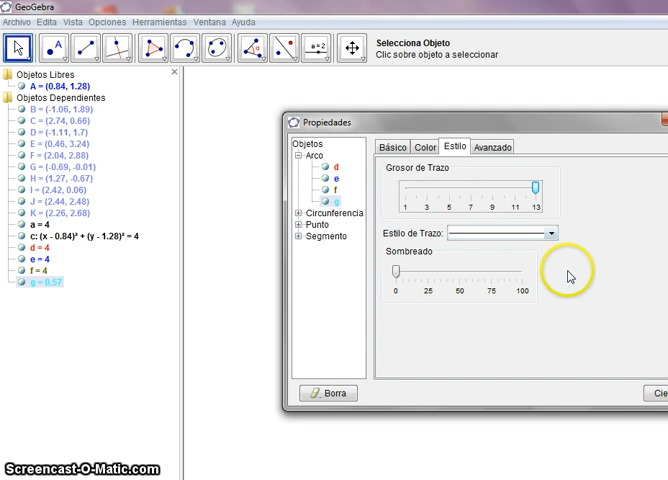 GeoGebra
Archivo Edita Vista Opciones Herramientas Ventana Ayuda
A
α
a = 2
Selecciona Objeto
Clic sobre objeto a seleccionar
Objetos Libres
A = (0.84, 1.28)
Objetos Dependientes
B = (-1.06, 1.89)
C = (2.74, 0.66)
D = (-1.11, 1.7)
E = (0.46, 3.24)
F = (2.04, 2.88)
G = (-0.69, -0.01)
H = (1.27, -0.67)
I = (2.42, 0.06)
J = (2.44, 2.48)
K = (2.26, 2.68)
a = 4
c: (x - 0.84)² + (y - 1.28)² = 4
d = 4
e = 4
f = 4
g = 0.57
Propiedades
Objetos
Arco
d
e
f
g
Circunferencia
Punto
Segmento
Borra
Básico Color Estilo Avanzado
Grosor de Trazo
1 3 5 7 9 11 13
Estilo de Trazo:
Sombreado
0 25 50 75 100
Cie
Screencast-O-Matic.com